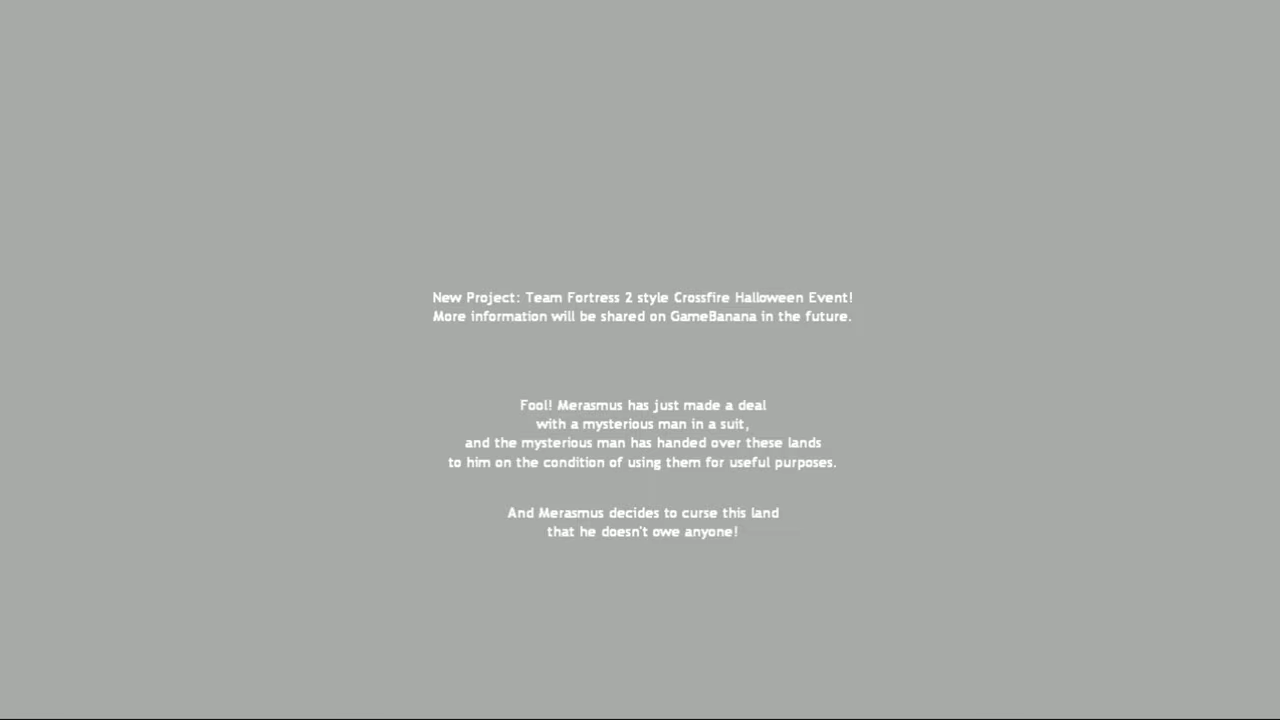 New Project: Team Fortress 2 style Crossfire Halloween Event!
More information will be shared on GameBanana in the future.
Fool! Merasmus has just made a deal
with a mysterious man in a suit,
and the mysterious man has handed over these lands
to him on the condition of using them for useful purposes.
And Merasmus decides to curse this land
that he doesn't owe anyone!